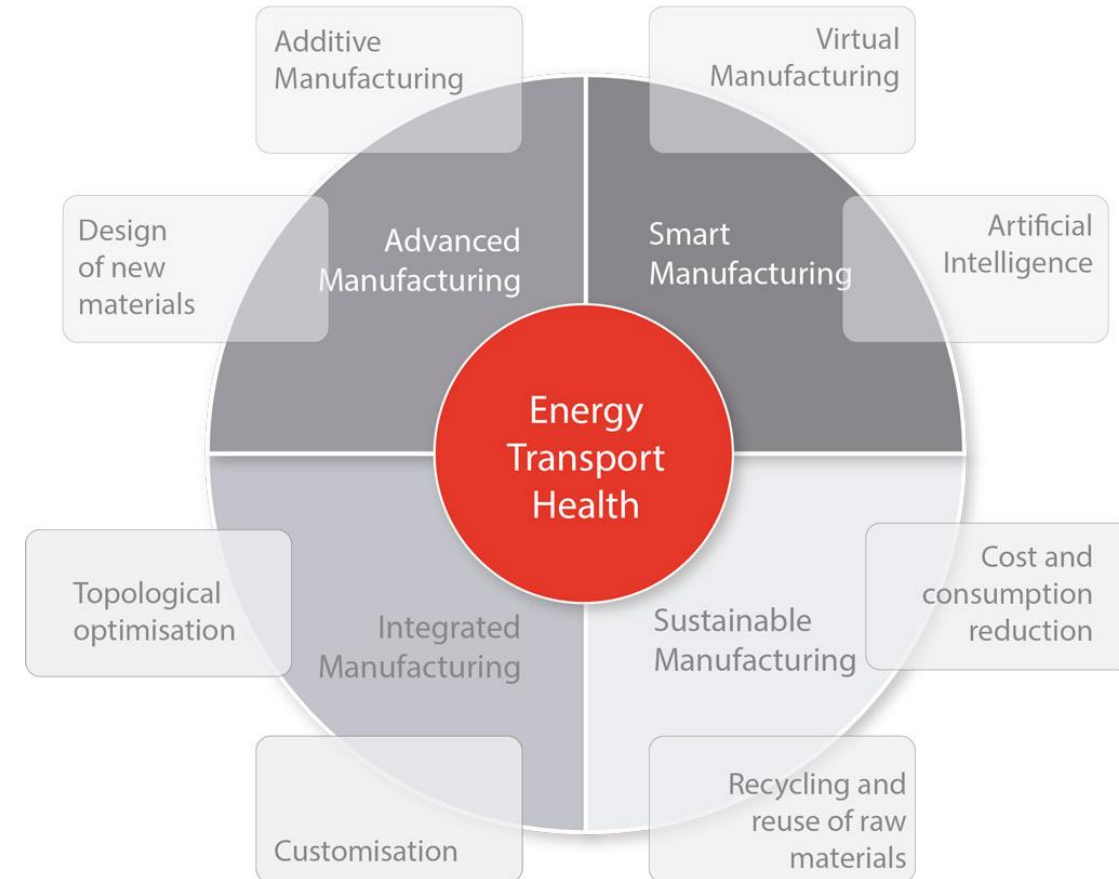 Additive
Manufacturing
Virtual
Manufacturing
Design
of new
materials
Advanced
Manufacturing
Smart
Manufacturing
Artificial
Intelligence
Energy
Transport
Health
Topological
optimisation
Integrated
Manufacturing
Sustainable
Manufacturing
Cost and
consumption
reduction
Customisation
Recycling and
reuse of raw
materials